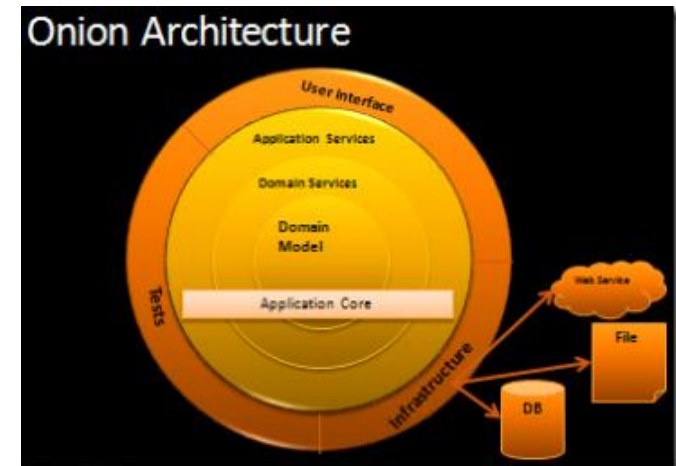 Onion Architecture
User Interface
Application Services
Domain Services
Domain
Model
Application Core
Tests
Infrastructure
Web Service
File
DB